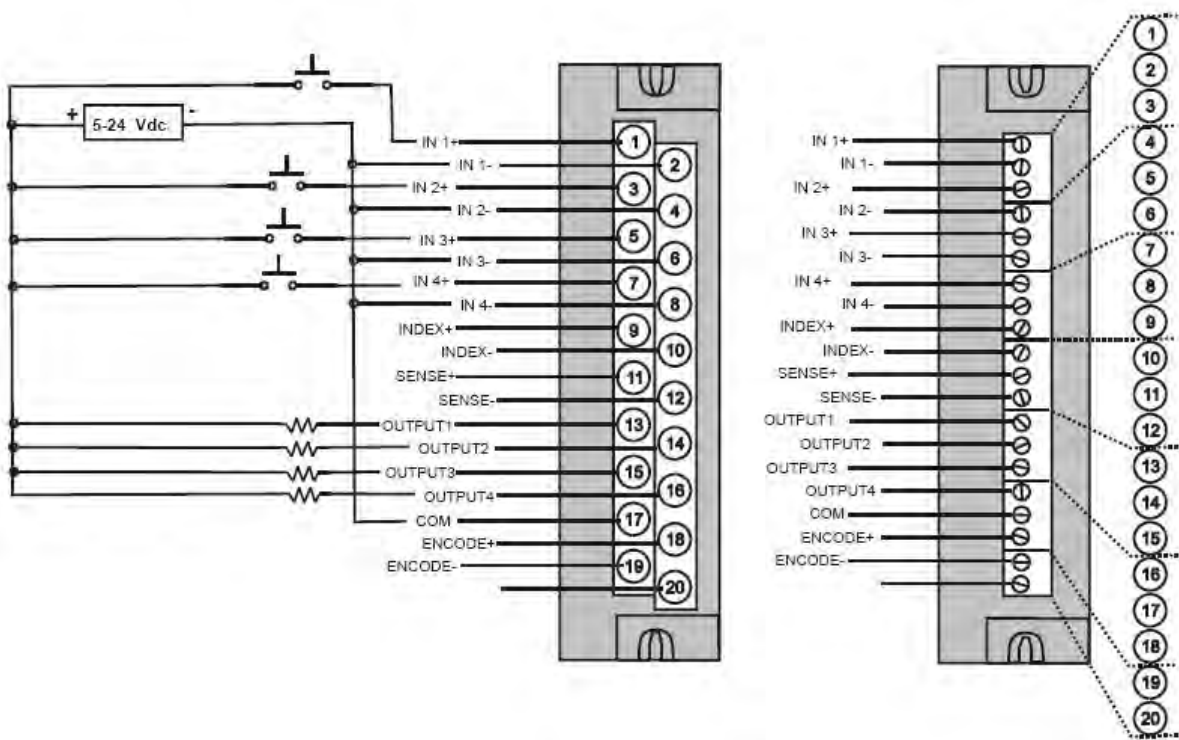 + 5-24 Vdc. -
IN 1+
IN 1-
IN 2+
IN 2-
IN 3+
IN 3-
IN 4+
IN 4-
INDEX+
INDEX-
SENSE+
SENSE-
OUTPUT1
OUTPUT2
OUTPUT3
OUTPUT4
COM
ENCODE+
ENCODE-
1
2
3
4
5
6
7
8
9
10
11
12
13
14
15
16
17
18
19
20
IN 1+
IN 1-
IN 2+
IN 2-
IN 3+
IN 3-
IN 4+
IN 4-
INDEX+
INDEX-
SENSE+
SENSE-
OUTPUT1
OUTPUT2
OUTPUT3
OUTPUT4
COM
ENCODE+
ENCODE-
1
2
3
4
5
6
7
8
9
10
11
12
13
14
15
16
17
18
19
20